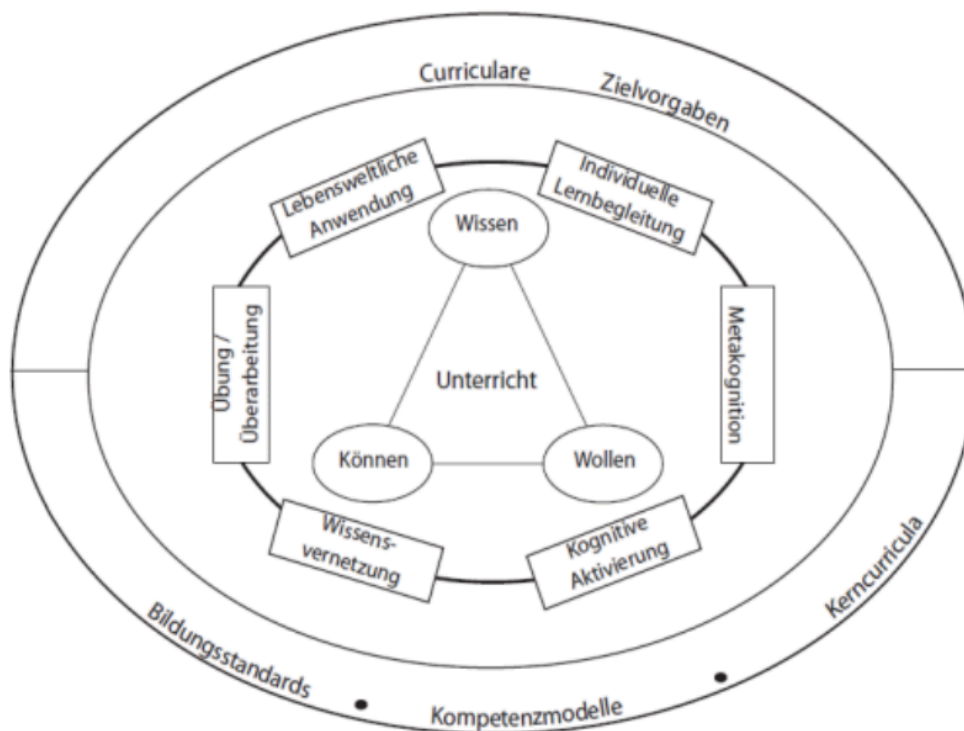 Curriculare Zielvorgaben
Lebensweltliche
Anwendung
Individuelle
Lernbegleitung
Wissen
Übung /
Überarbeitung
Metakognition
Unterricht
Können
Wollen
Wissens-
vernetzung
Kognitive
Aktivierung
Bildungsstandards • Kompetenzmodelle • Kerncurricula